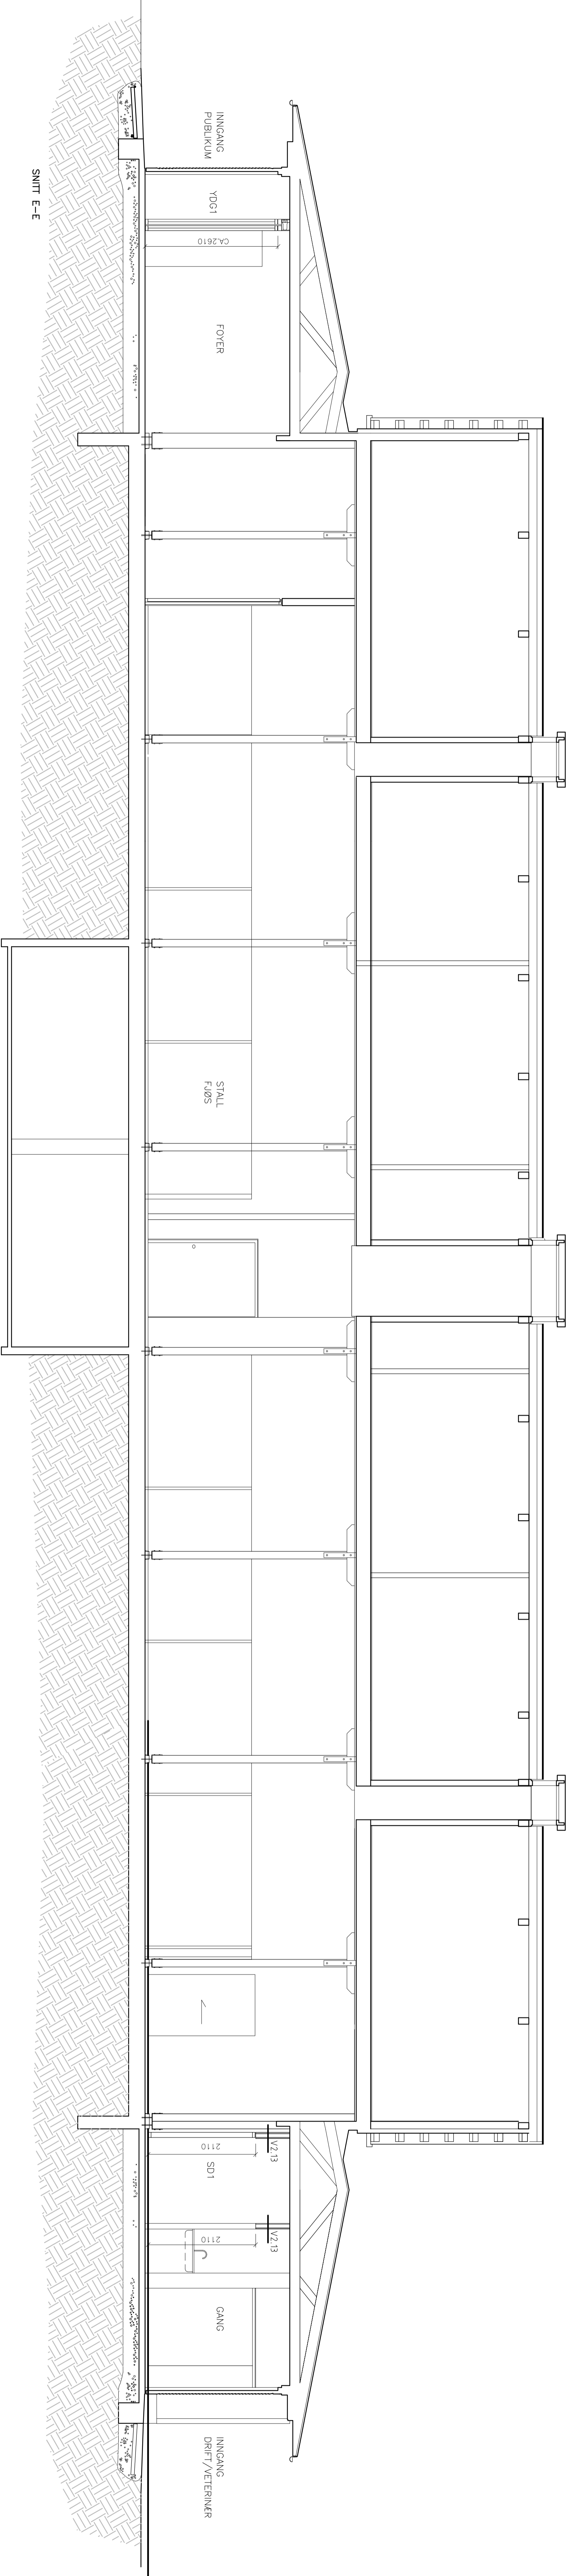 INNGANG
PUBLIKUM
YDG1
CA.2610
FOYER
STALL
FJØS
2110
V2.13
SD1
2110
V2.13
GANG
INNGANG
DRIFT/VETERINÆR
SNITT E-E